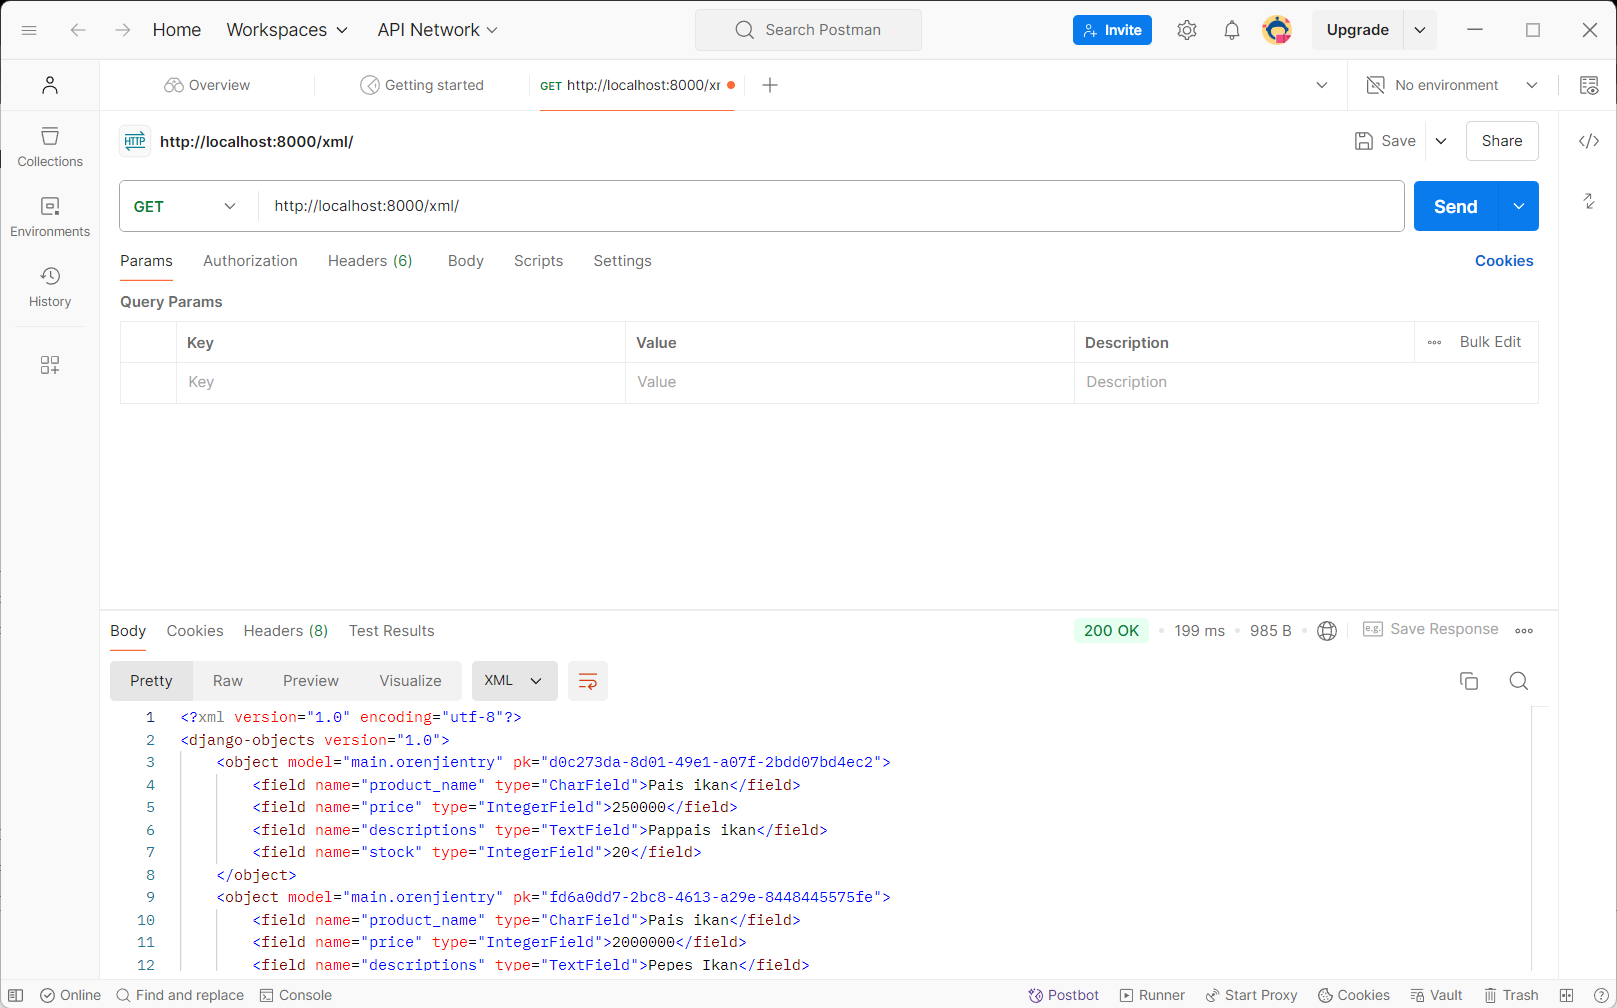 Home Workspaces API Network Search Postman Invite Upgrade
Overview Getting started GET http://localhost:8000/xr No environment
HTTP http://localhost:8000/xml/ Save Share
Collections
GET http://localhost:8000/xml/ Send
Environments
Params Authorization Headers (6) Body Scripts Settings Cookies
History
Query Params
Key Value Description Bulk Edit
Key Value Description
Body Cookies Headers (8) Test Results 200 OK 199 ms 985 B e.g. Save Response
Pretty Raw Preview Visualize XML
1 <?xml version="1.0" encoding="utf-8"?>
2 <django-objects version="1.0">
3 <object model="main.orenjientry" pk="d0c273da-8d01-49e1-a07f-2bdd07bd4ec2">
4 <field name="product_name" type="CharField">Pais ikan</field>
5 <field name="price" type="IntegerField">250000</field>
6 <field name="descriptions" type="TextField">Pappais ikan</field>
7 <field name="stock" type="IntegerField">20</field>
8 </object>
9 <object model="main.orenjientry" pk="fd6a0dd7-2bc8-4613-a29e-8448445575fe">
10 <field name="product_name" type="CharField">Pais ikan</field>
11 <field name="price" type="IntegerField">2000000</field>
12 <field name="descriptions" type="TextField">Pepes Ikan</field>
Online Find and replace Console Postbot Runner Start Proxy Cookies Vault Trash